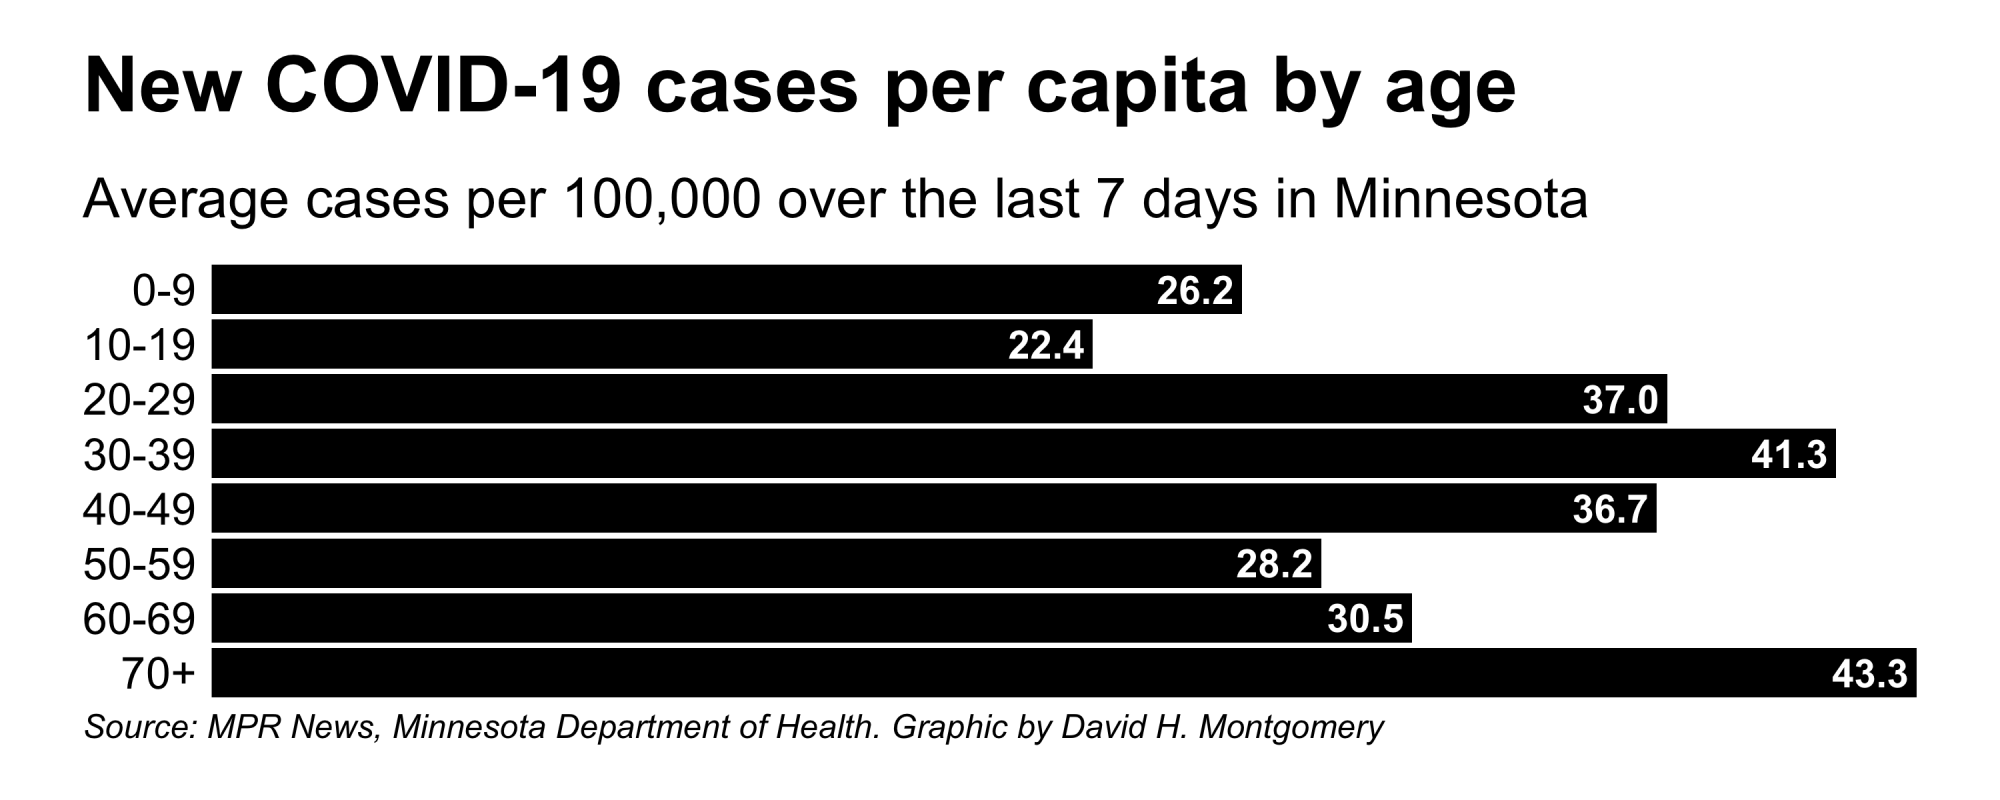 New COVID-19 cases per capita by age
Average cases per 100,000 over the last 7 days in Minnesota
0-9 26.2
10-19 22.4
20-29 37.0
30-39 41.3
40-49 36.7
50-59 28.2
60-69 30.5
70+ 43.3
Source: MPR News, Minnesota Department of Health. Graphic by David H. Montgomery